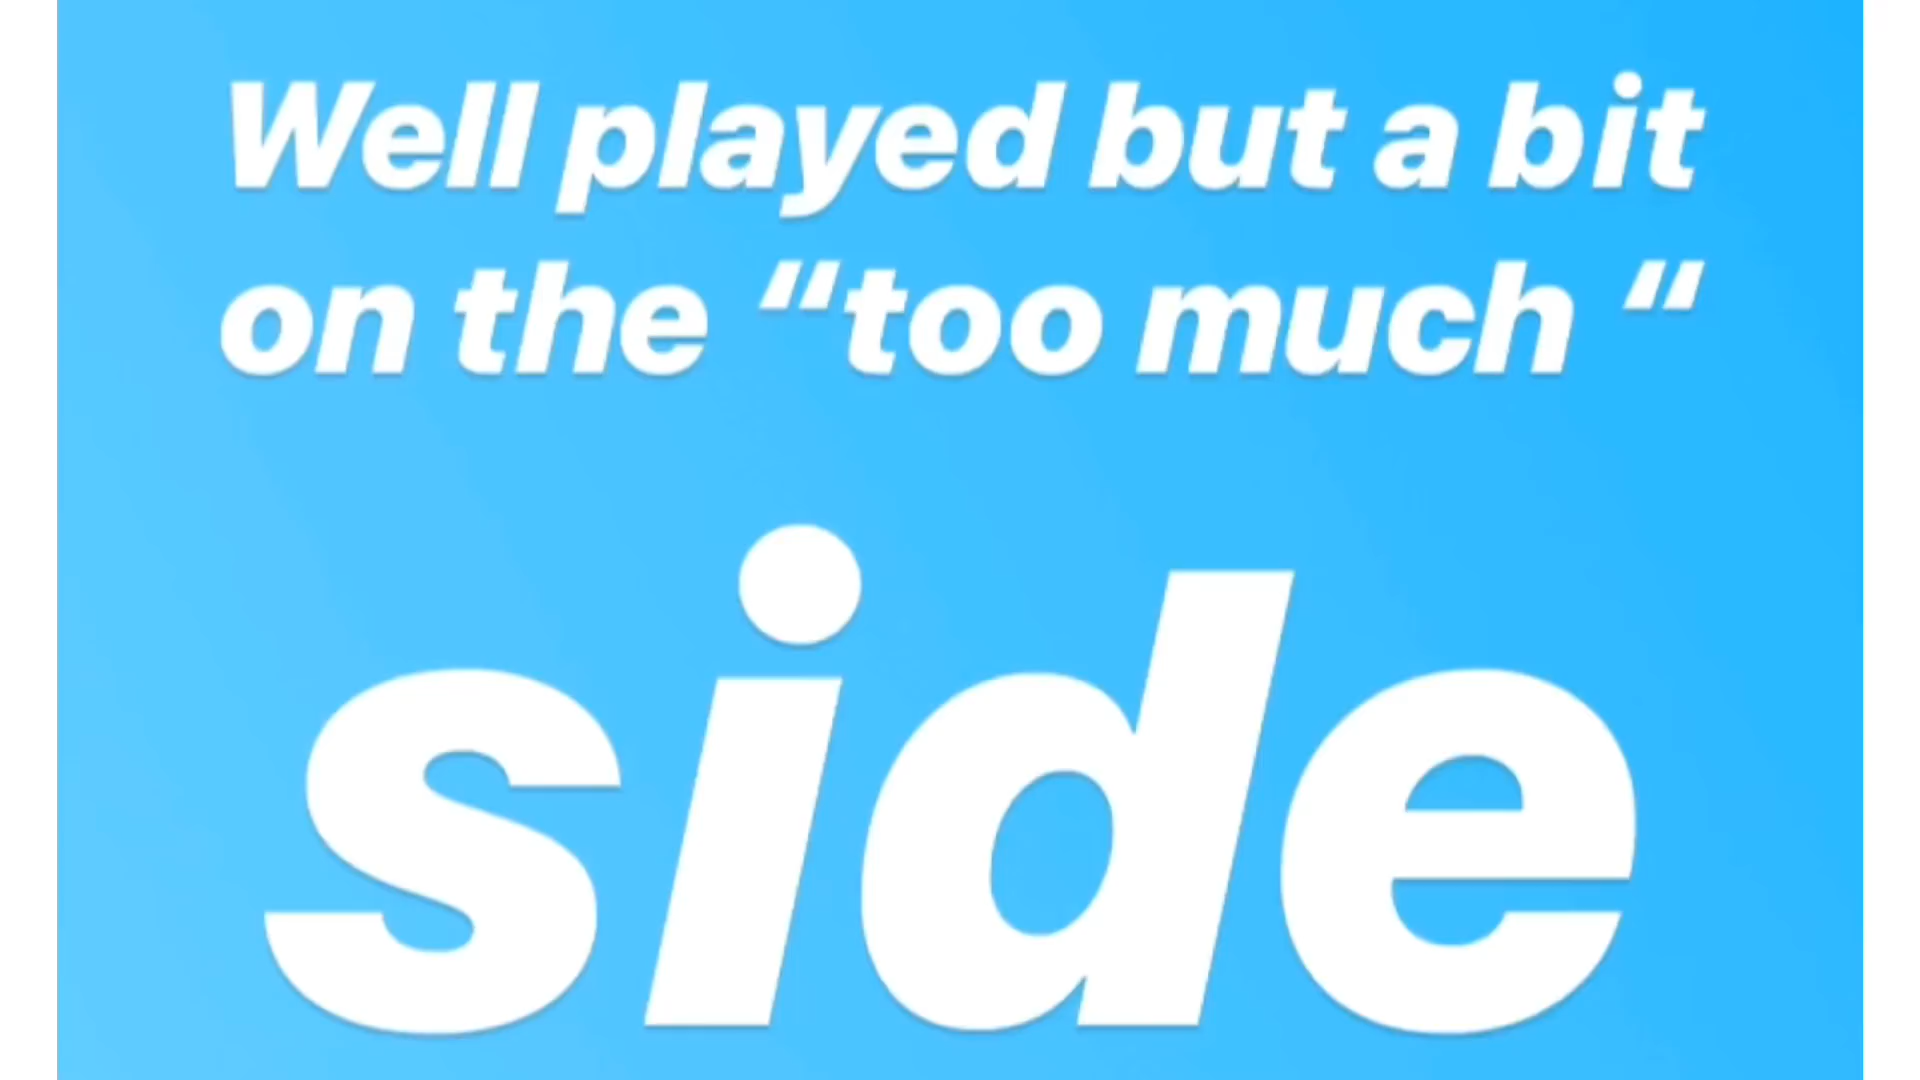 Well played but a bit
on the “too much “
side